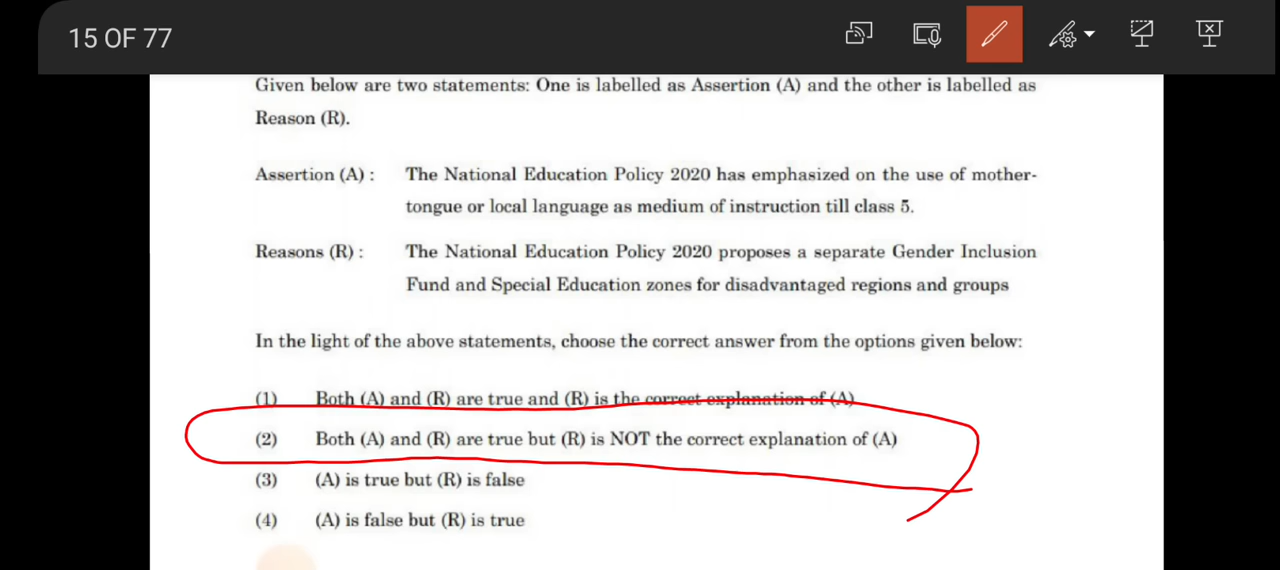 15 OF 77
Given below are two statements: One is labelled as Assertion (A) and the other is labelled as
Reason (R).
Assertion (A) : The National Education Policy 2020 has emphasized on the use of mother-
tongue or local language as medium of instruction till class 5.
Reasons (R) : The National Education Policy 2020 proposes a separate Gender Inclusion
Fund and Special Education zones for disadvantaged regions and groups
In the light of the above statements, choose the correct answer from the options given below:
(1) Both (A) and (R) are true and (R) is the correct explanation of (A)
(2) Both (A) and (R) are true but (R) is NOT the correct explanation of (A)
(3) (A) is true but (R) is false
(4) (A) is false but (R) is true